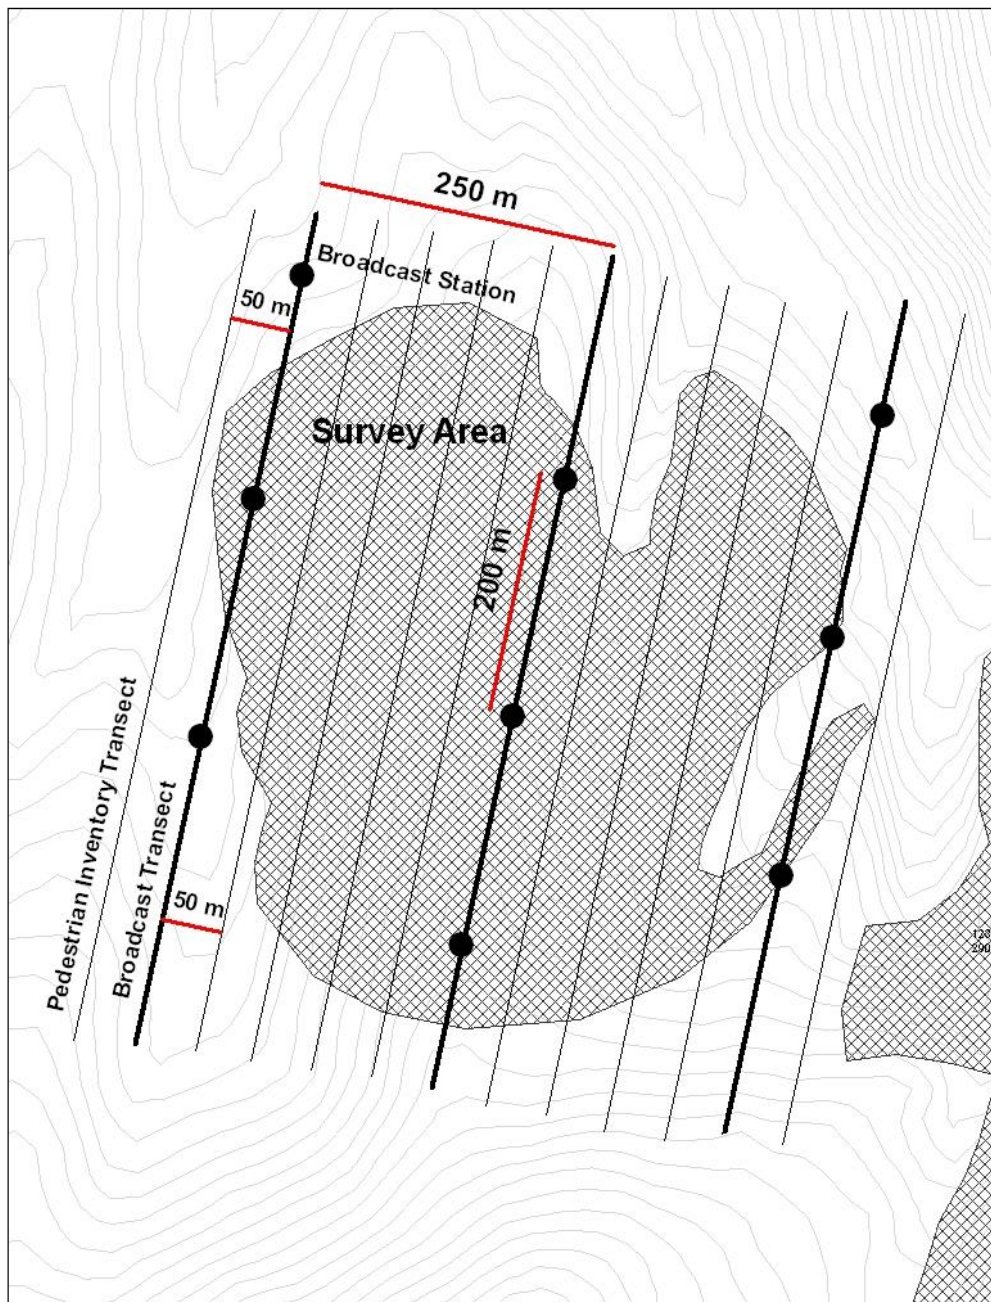 250 m
Broadcast Station
50 m
Survey Area
200 m
Pedestrian Inventory Transect
Broadcast Transect
50 m